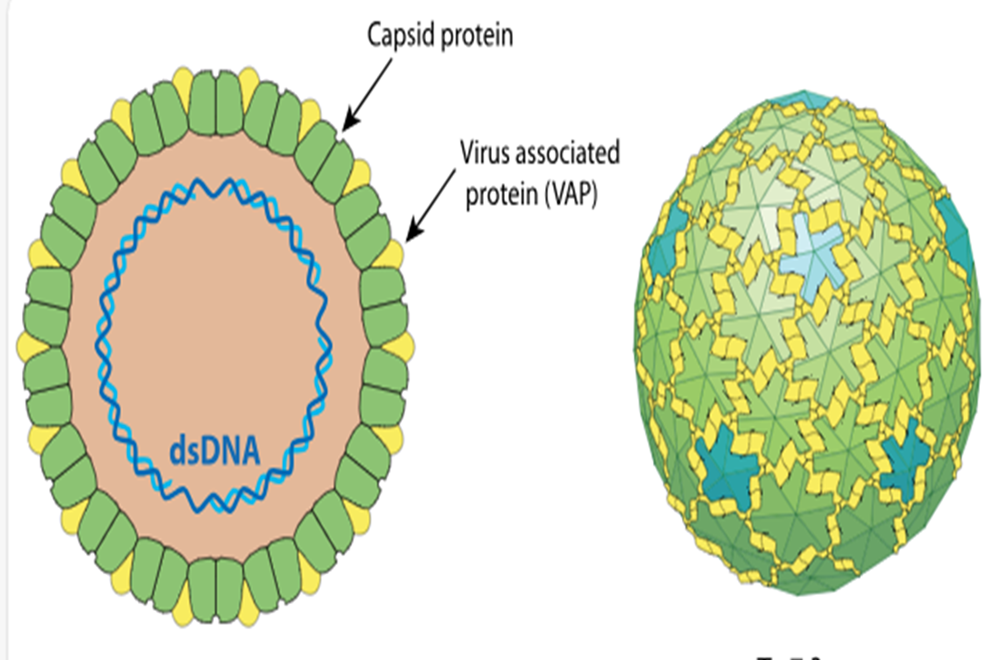 Capsid protein
Virus associated
protein (VAP)
dsDNA